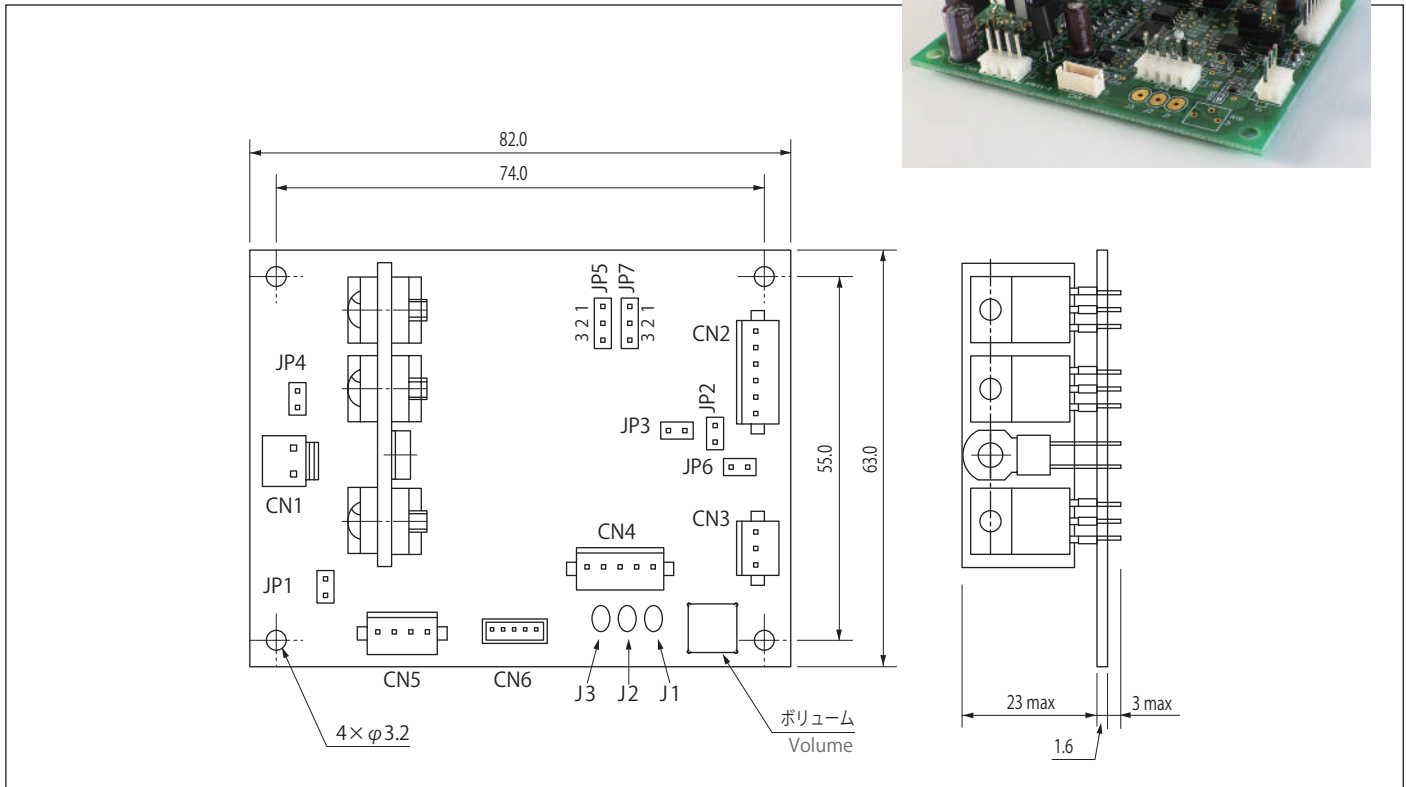 82.0
74.0
JP5
JP7
3 2 1
3 2 1
CN2
JP4
JP2
JP3
JP6
55.0
63.0
CN1
CN3
CN4
JP1
CN5
CN6
J3
J2
J1
4×φ3.2
ボリューム
Volume
23 max
3 max
1.6